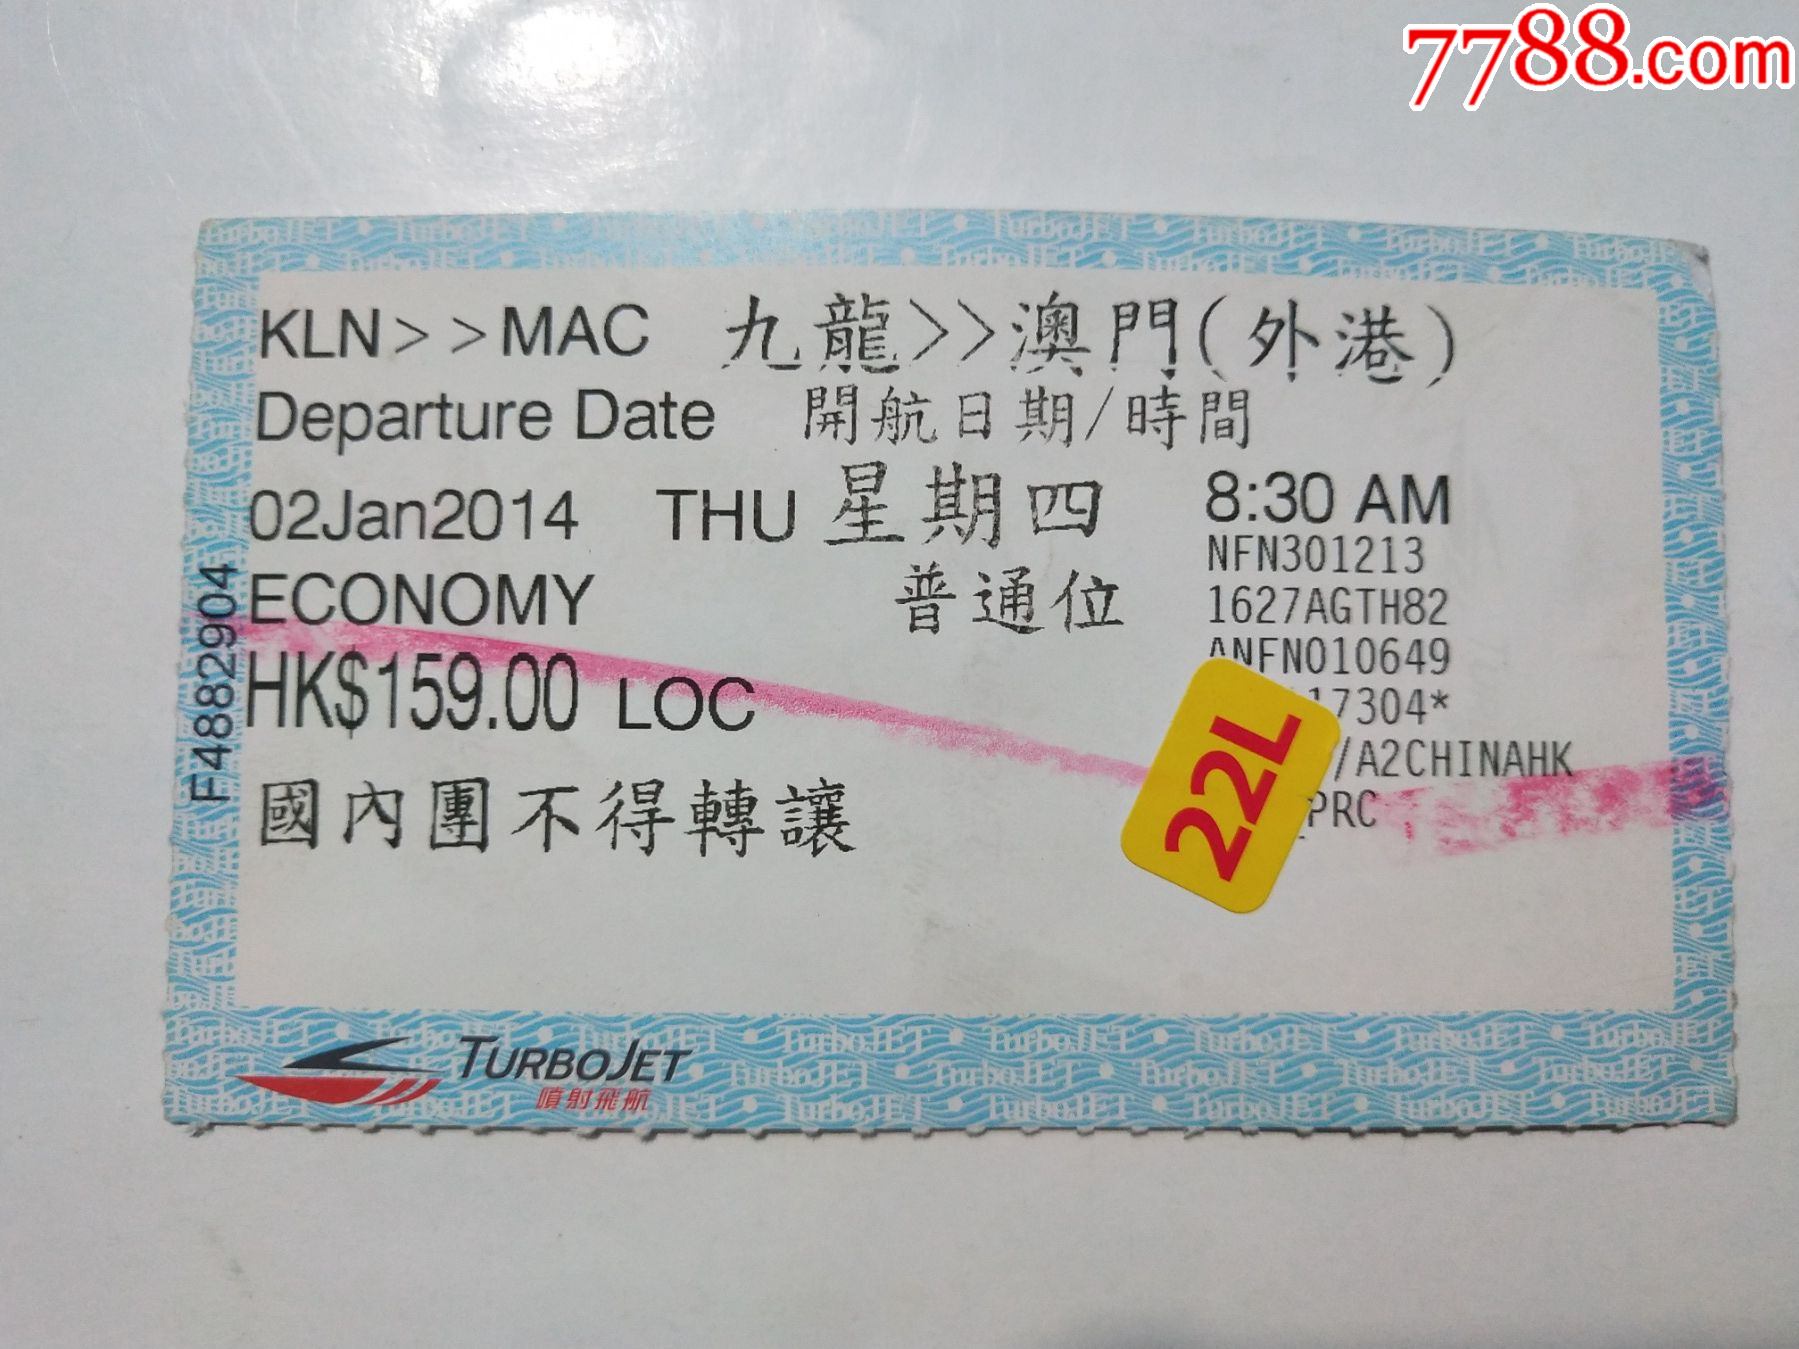 7788.com
KLN>>MAC 九龍>>澳門(外港)
Departure Date 開航日期/時間
02Jan2014 THU 星期四 8:30 AM
NFN301213
ECONOMY 普通位 1627AGTH82
ANFN010649
HK$159.00 LOC 17304*
/A2CHINAHK
PRC
國內團不得轉讓
F4882904
22L
TURBOJET
噴射飛航